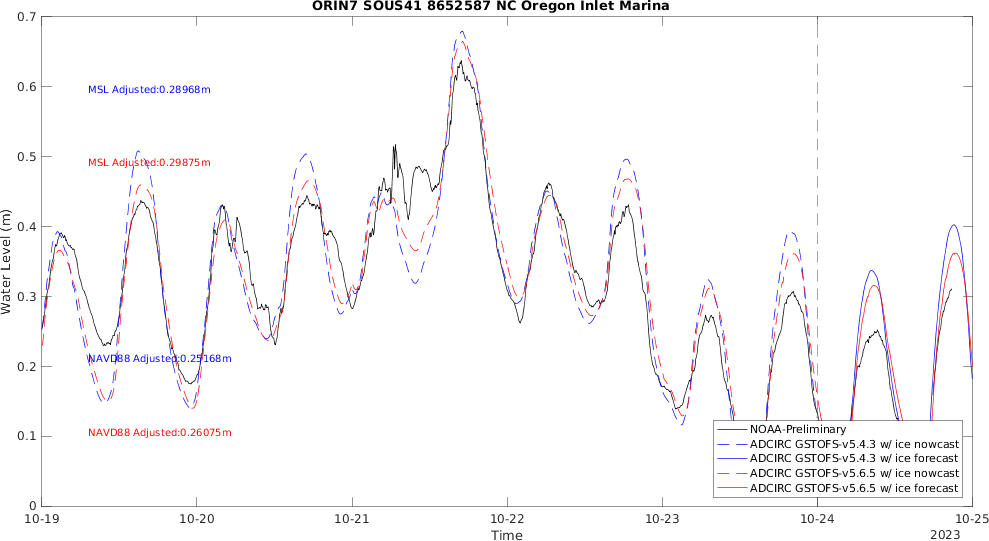 ORIN7 SOUS41 8652587 NC Oregon Inlet Marina
0.7
0.6
0.5
0.4
0.3
0.2
0.1
0
Water Level (m)
MSL Adjusted:0.28968m
MSL Adjusted:0.29875m
NAVD88 Adjusted:0.25168m
NAVD88 Adjusted:0.26075m
NOAA-Preliminary
ADCIRC GSTOFS-v5.4.3 w/ ice nowcast
ADCIRC GSTOFS-v5.4.3 w/ ice forecast
ADCIRC GSTOFS-v5.6.5 w/ ice nowcast
ADCIRC GSTOFS-v5.6.5 w/ ice forecast
10-19 10-20 10-21 10-22 10-23 10-24 10-25
Time
2023